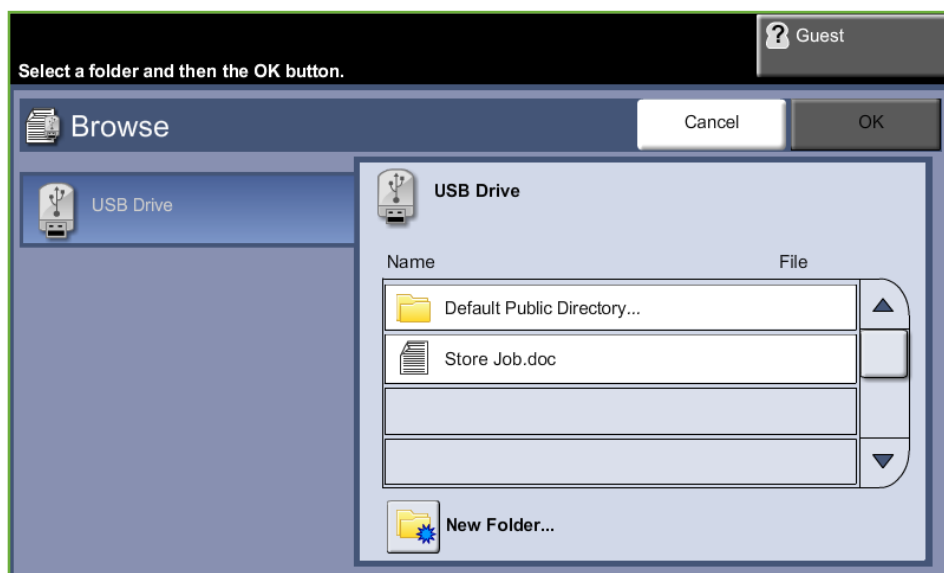 Guest
Select a folder and then the OK button.
Browse
Cancel
OK
USB Drive
USB Drive
Name
File
Default Public Directory...
Store Job.doc
New Folder...